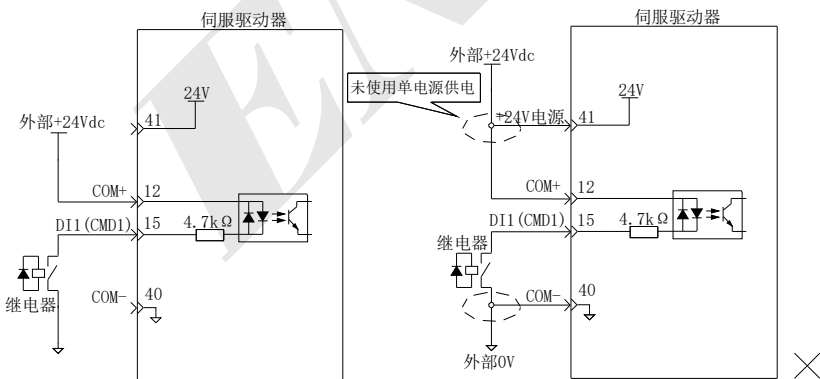 伺服驱动器
24V
外部+24Vdc
41
COM+
12
DI1(CMD1)
15
4.7kΩ
继电器
COM-
40
伺服驱动器
外部+24Vdc
未使用单电源供电
24V
+24V电源
41
COM+
12
DI1(CMD1)
15
4.7kΩ
继电器
COM-
40
外部0V